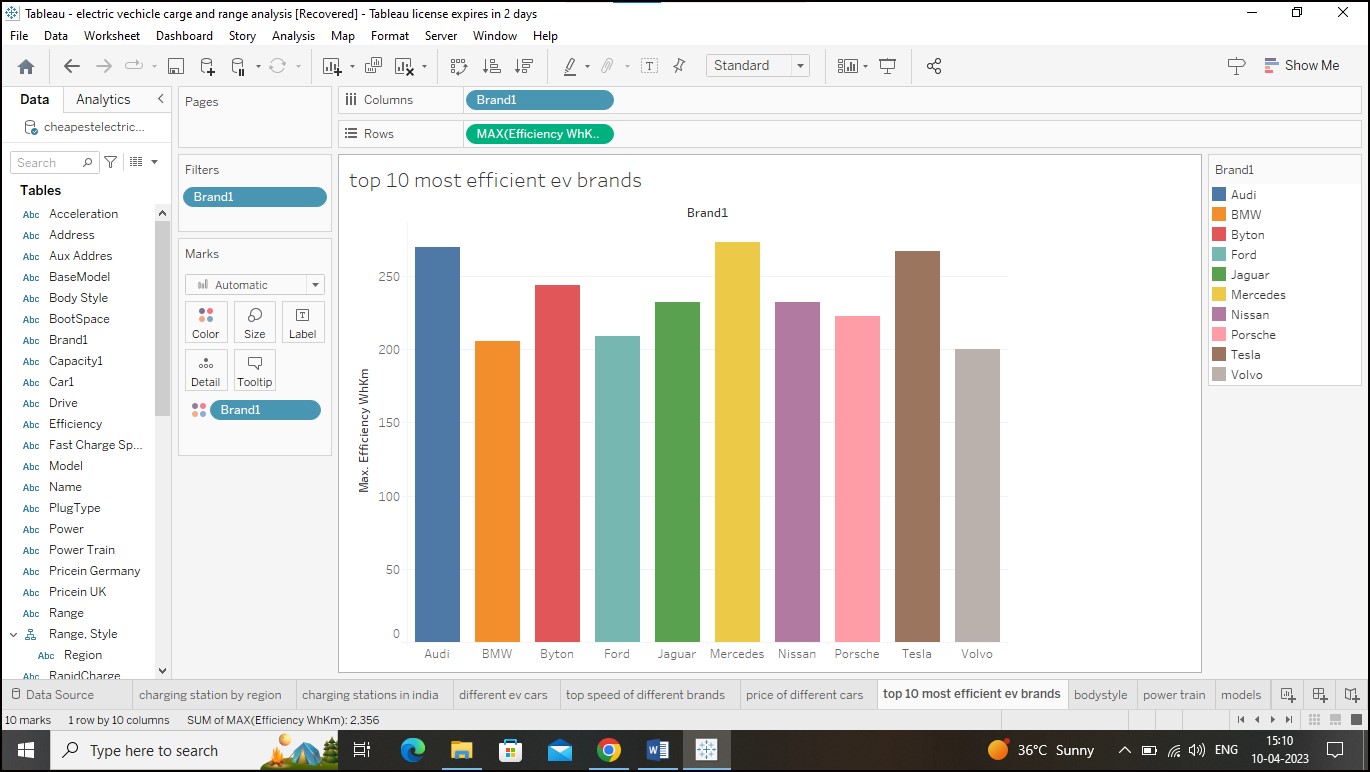 Tableau - electric vechicle carge and range analysis [Recovered] - Tableau license expires in 2 days
File Data Worksheet Dashboard Story Analysis Map Format Server Window Help
Standard
Show Me
Data Analytics
cheapestelectric...
Search
Tables
Abc Acceleration
Abc Address
Abc Aux Addres
Abc BaseModel
Abc Body Style
Abc BootSpace
Abc Brand1
Abc Capacity1
Abc Car1
Abc Drive
Abc Efficiency
Abc Fast Charge Sp...
Abc Model
Abc Name
Abc PlugType
Abc Power
Abc Power Train
Abc Pricein Germany
Abc Pricein UK
Abc Range
Range, Style
Abc Region
Abc RapidCharge
Pages
Filters
Brand1
Marks
Automatic
Color Size Label
Detail Tooltip
Brand1
Columns Brand1
Rows MAX(Efficiency WhK..
top 10 most efficient ev brands
Brand1
Max. Efficiency WhKm
250
200
150
100
50
0
Audi BMW Byton Ford Jaguar Mercedes Nissan Porsche Tesla Volvo
Brand1
Audi
BMW
Byton
Ford
Jaguar
Mercedes
Nissan
Porsche
Tesla
Volvo
Data Source charging station by region charging stations in india different ev cars top speed of different brands price of different cars top 10 most efficient ev brands bodystyle power train models
10 marks 1 row by 10 columns SUM of MAX(Efficiency WhKm): 2,356
Type here to search
36°C Sunny
ENG
15:10
10-04-2023